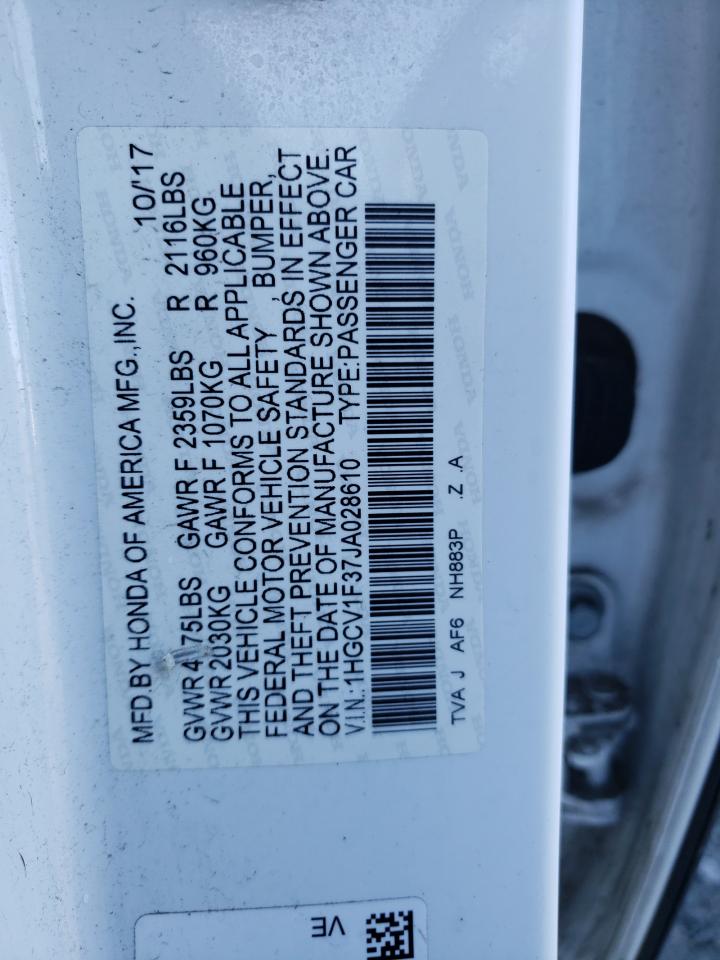 MFD.BY HONDA OF AMERICA MFG.,INC. 10/'17
GVWR 4475LBS GAWR F 2359LBS R 2116LBS
GVWR 2030KG GAWR F 1070KG R 960KG
THIS VEHICLE CONFORMS TO ALL APPLICABLE
FEDERAL MOTOR VEHICLE SAFETY , BUMPER,
AND THEFT PREVENTION STANDARDS IN EFFECT
ON THE DATE OF MANUFACTURE SHOWN ABOVE.
V.I.N.:1HGCV1F37JA028610 TYPE:PASSENGER CAR
TVA J AF6 NH883P .Z .A
VE
HONDA